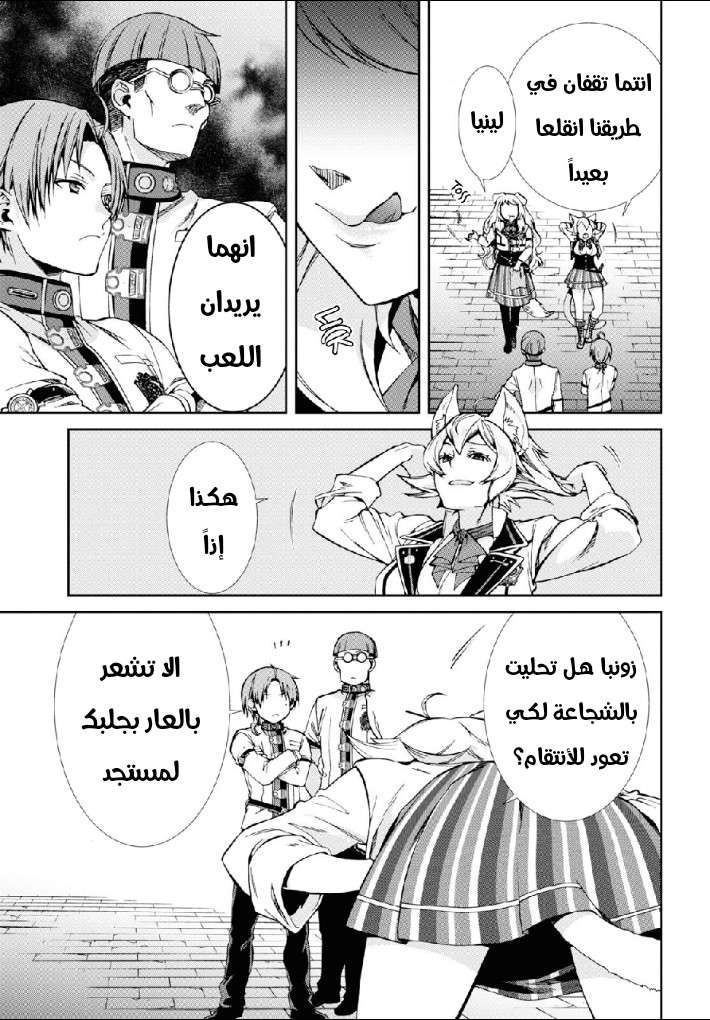 انتما تقفان في
طريقنا انقلعا
بعيداً
لينيا
TOSS
LICK
انهما
يريدان
اللعب
هكذا
إذاً
زونبا هل تحليت
بالشجاعة لكي
تعود للأنتقام؟
الا تشعر
بالعار بجلبك
لمستجد